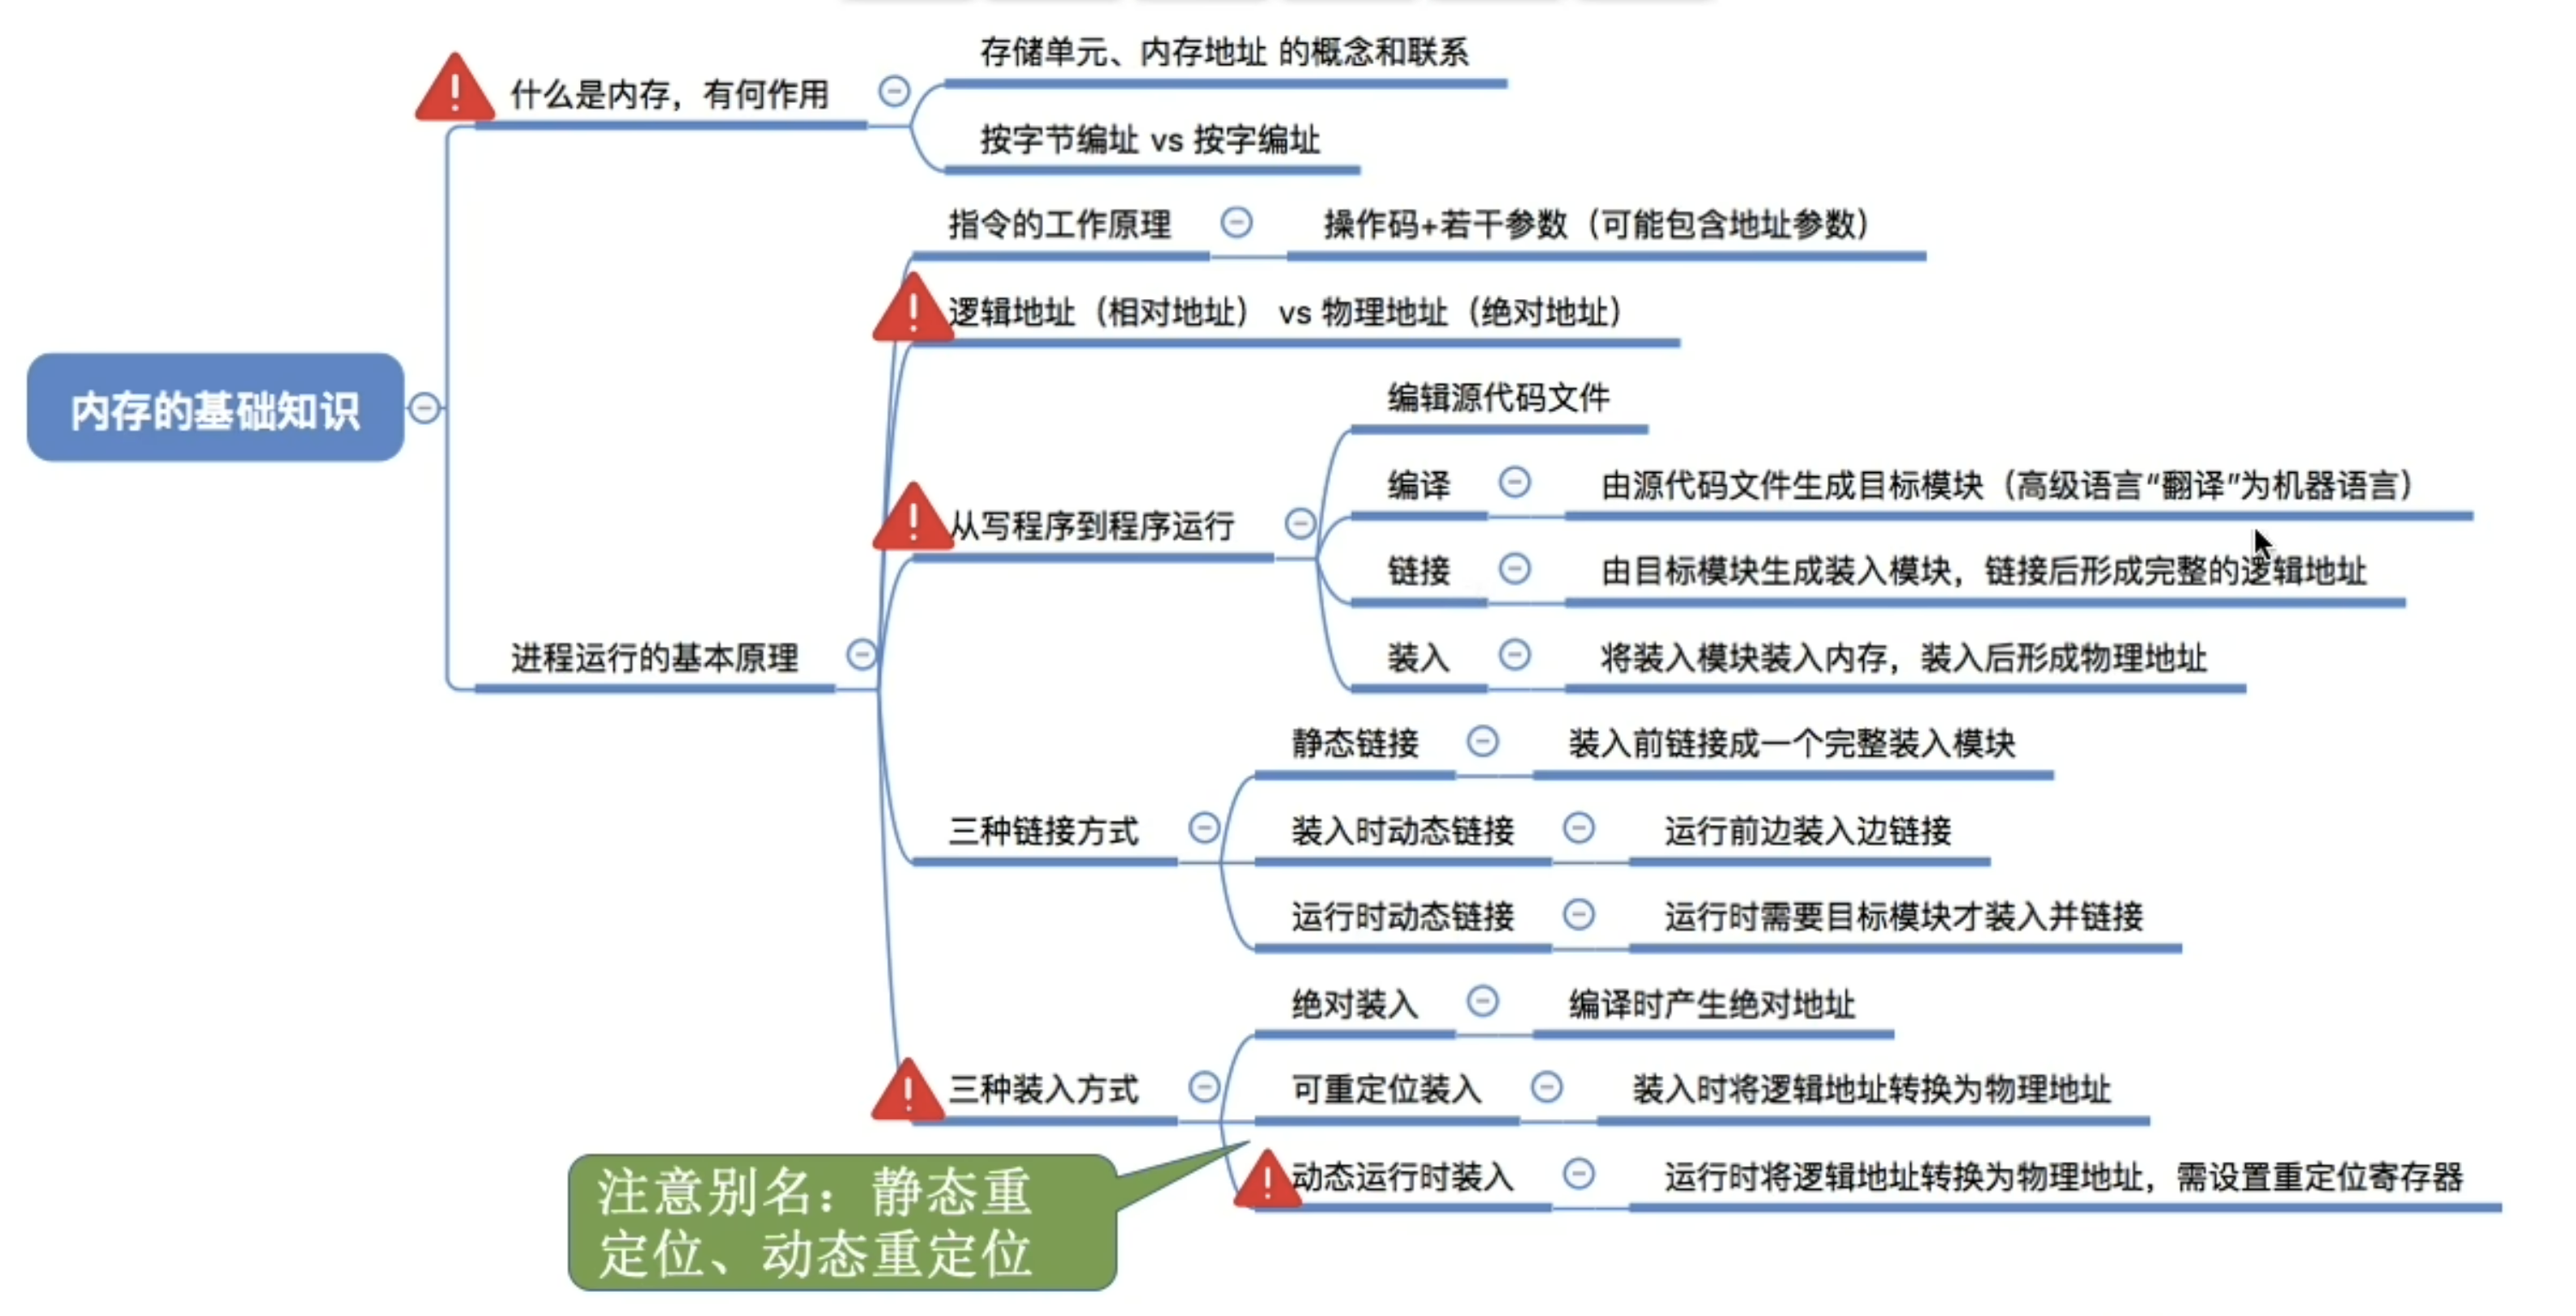 存储单元、内存地址 的概念和联系
什么是内存，有何作用
按字节编址 vs 按字编址
指令的工作原理
操作码+若干参数（可能包含地址参数）
逻辑地址（相对地址） vs 物理地址（绝对地址）
内存的基础知识
编辑源代码文件
编译
由源代码文件生成目标模块（高级语言“翻译”为机器语言）
从写程序到程序运行
链接
由目标模块生成装入模块，链接后形成完整的逻辑地址
进程运行的基本原理
装入
将装入模块装入内存，装入后形成物理地址
静态链接
装入前链接成一个完整装入模块
三种链接方式
装入时动态链接
运行前边装入边链接
运行时动态链接
运行时需要目标模块才装入并链接
绝对装入
编译时产生绝对地址
三种装入方式
可重定位装入
装入时将逻辑地址转换为物理地址
动态运行时装入
运行时将逻辑地址转换为物理地址，需设置重定位寄存器
注意别名：静态重
定位、动态重定位